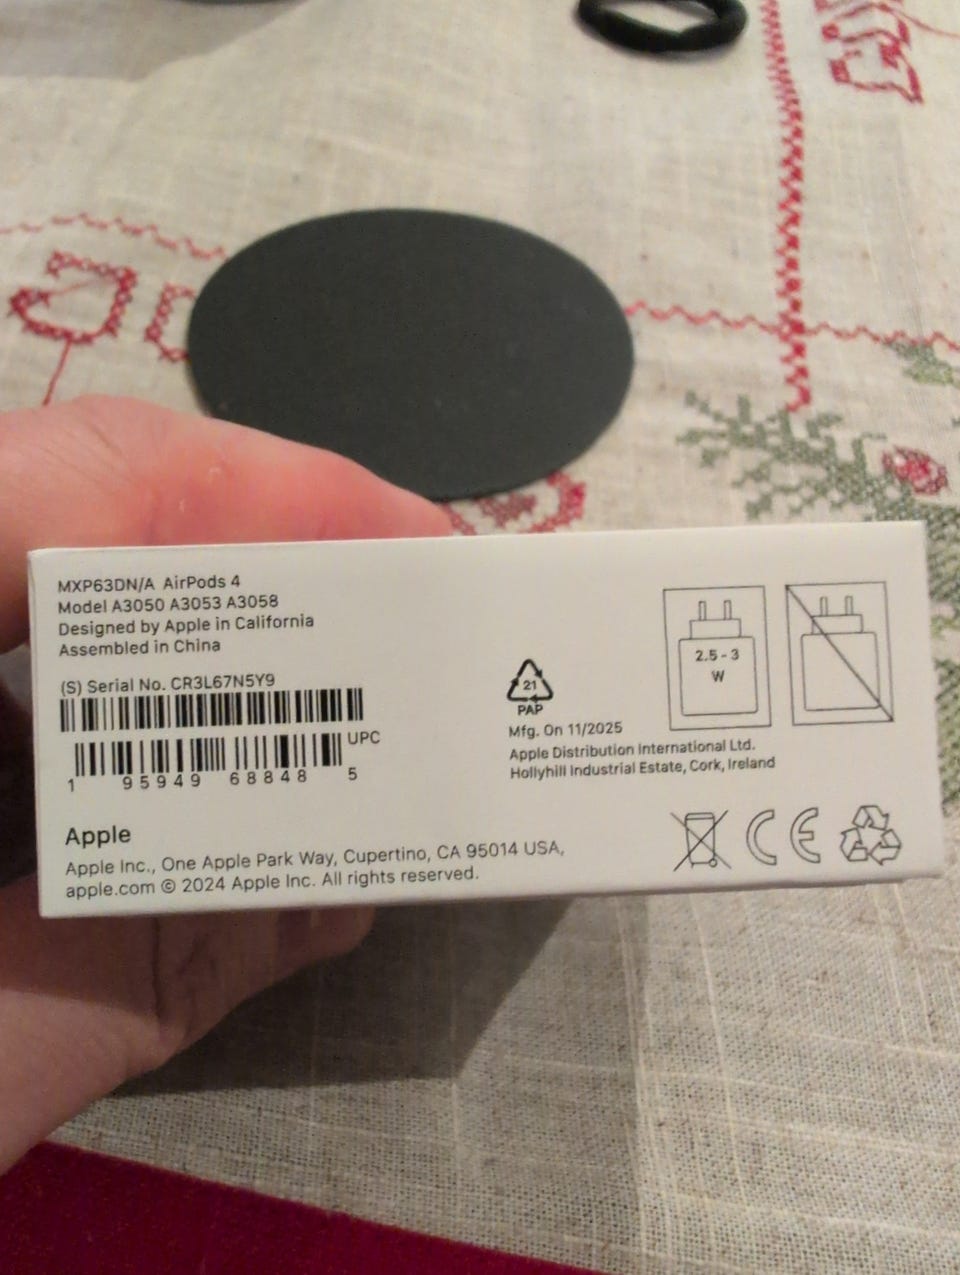 MXP63DN/A AirPods 4
Model A3050 A3053 A3058
Designed by Apple in California
Assembled in China
(S) Serial No. CR3L67N5Y9
UPC
1 95949 68848 5
Apple
Apple Inc., One Apple Park Way, Cupertino, CA 95014 USA,
apple.com © 2024 Apple Inc. All rights reserved.
21
PAP
Mfg. On 11/2025
Apple Distribution International Ltd.
Hollyhill Industrial Estate, Cork, Ireland
2.5 - 3
W
CE